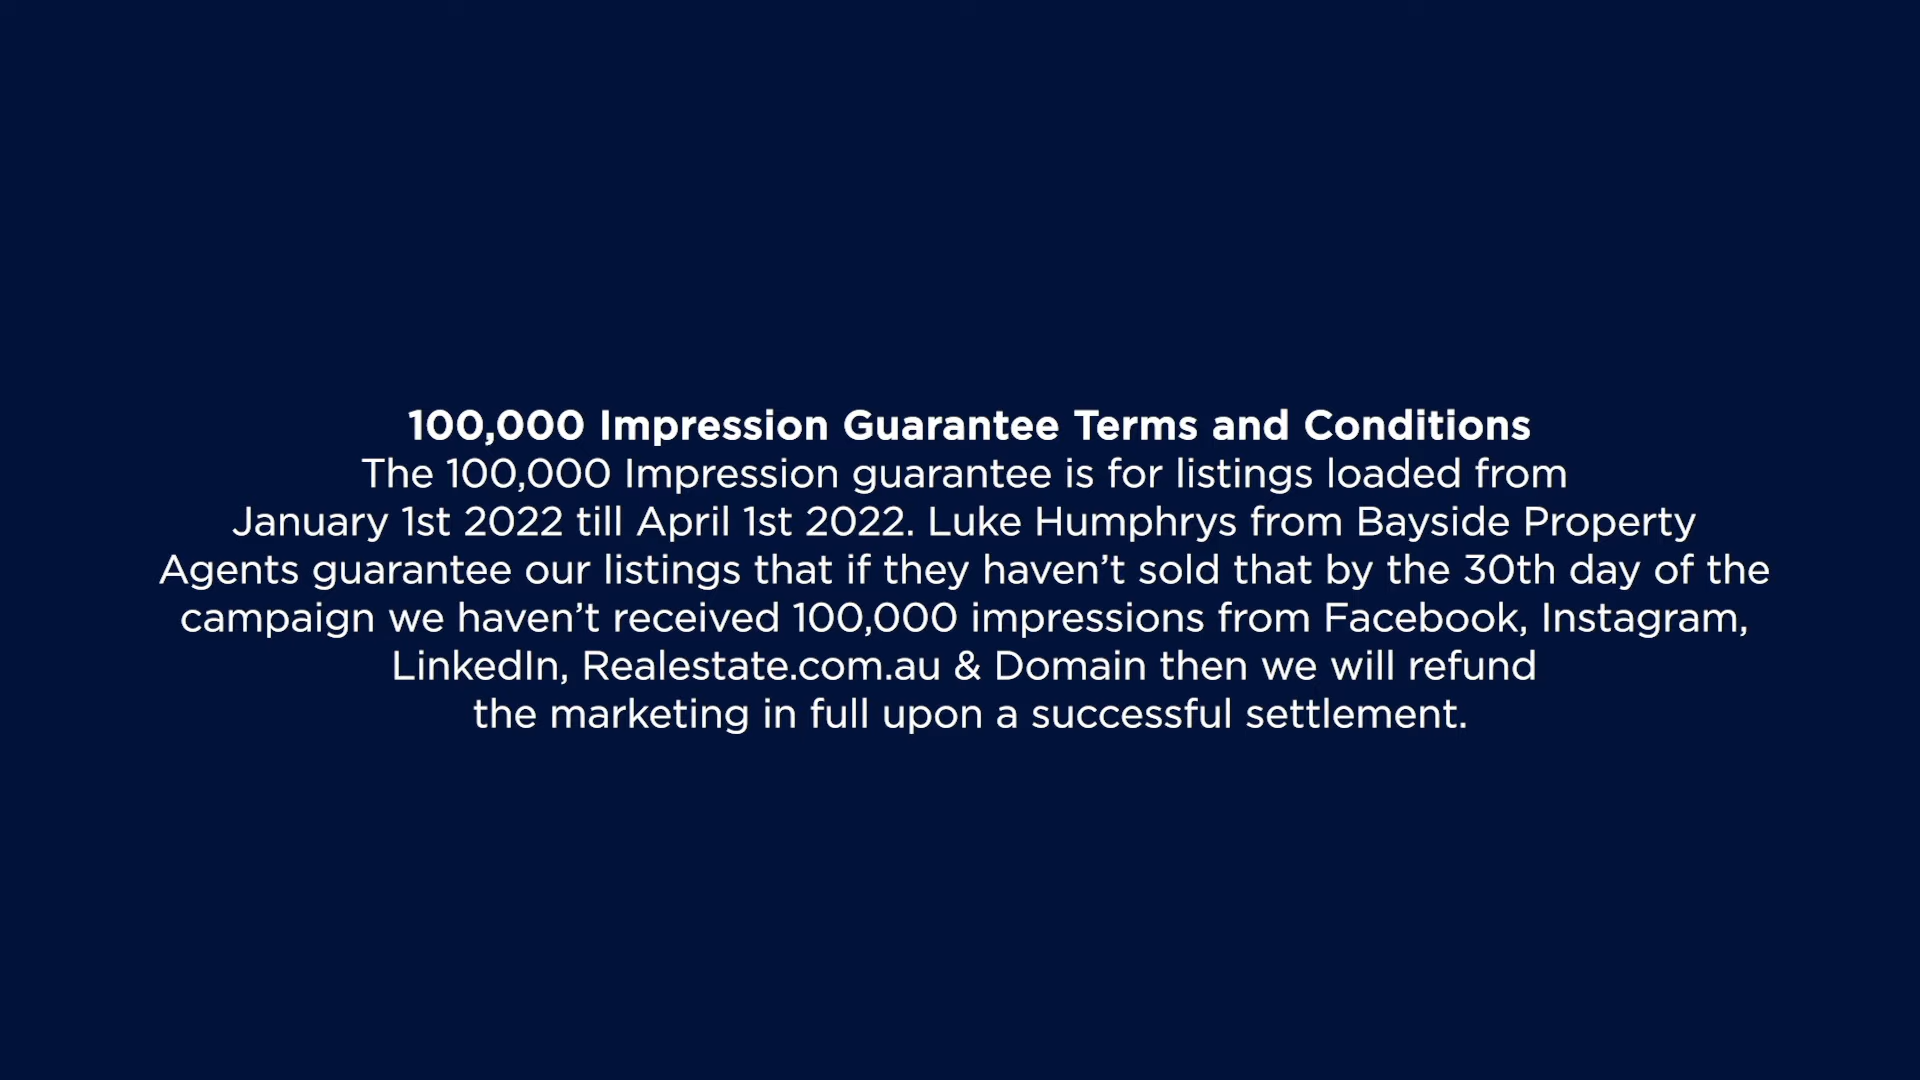 100,000 Impression Guarantee Terms and Conditions
The 100,000 Impression guarantee is for listings loaded from
January 1st 2022 till April 1st 2022. Luke Humphrys from Bayside Property
Agents guarantee our listings that if they haven’t sold that by the 30th day of the
campaign we haven’t received 100,000 impressions from Facebook, Instagram,
LinkedIn, Realestate.com.au & Domain then we will refund
the marketing in full upon a successful settlement.